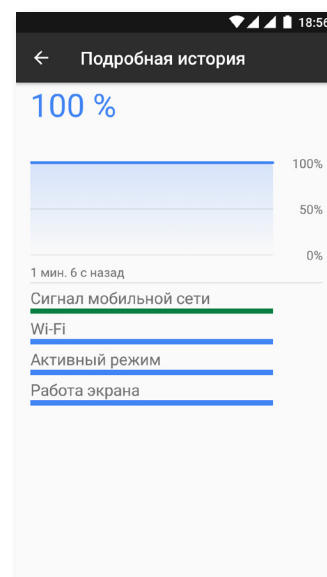 18:56
Подробная история
100 %
100%
50%
0%
1 мин. 6 с назад
Сигнал мобильной сети
Wi-Fi
Активный режим
Работа экрана